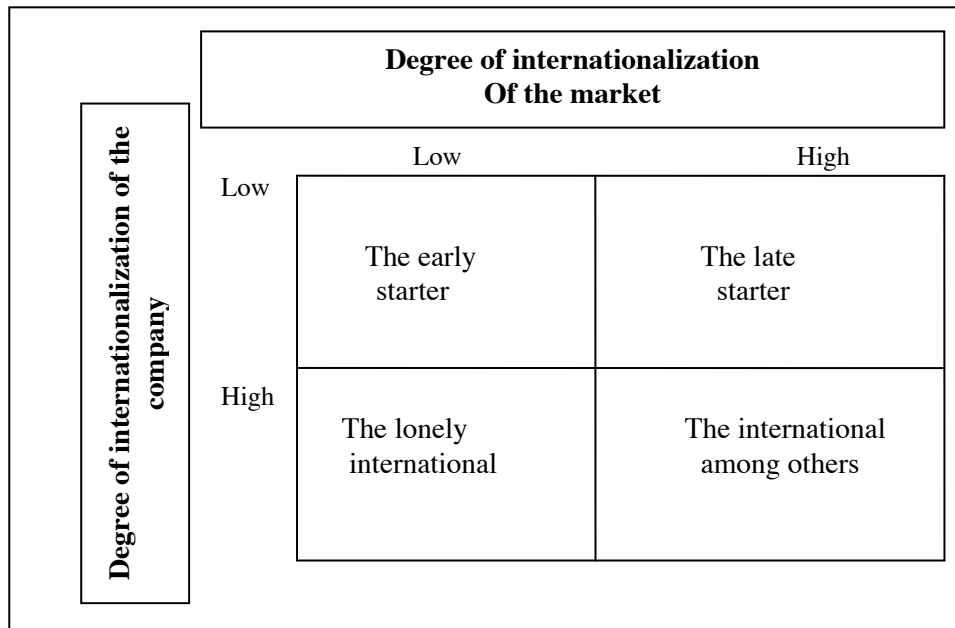 Degree of internationalization
Of the market
Degree of internationalization of the
company
Low
High
Low
The early
starter
The late
starter
High
The lonely
international
The international
among others